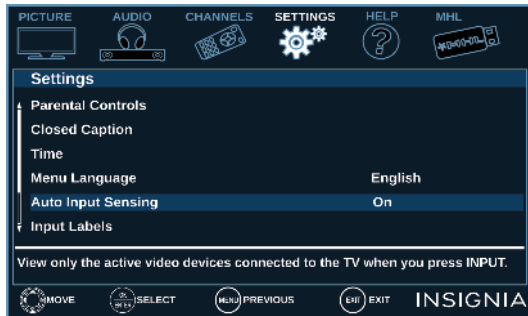 PICTURE AUDIO CHANNELS SETTINGS HELP MHL
Settings
Parental Controls
Closed Caption
Time
Menu Language English
Auto Input Sensing On
Input Labels
View only the active video devices connected to the TV when you press INPUT.
MOVE OK ENTER SELECT MENU PREVIOUS EXIT EXIT INSIGNIA